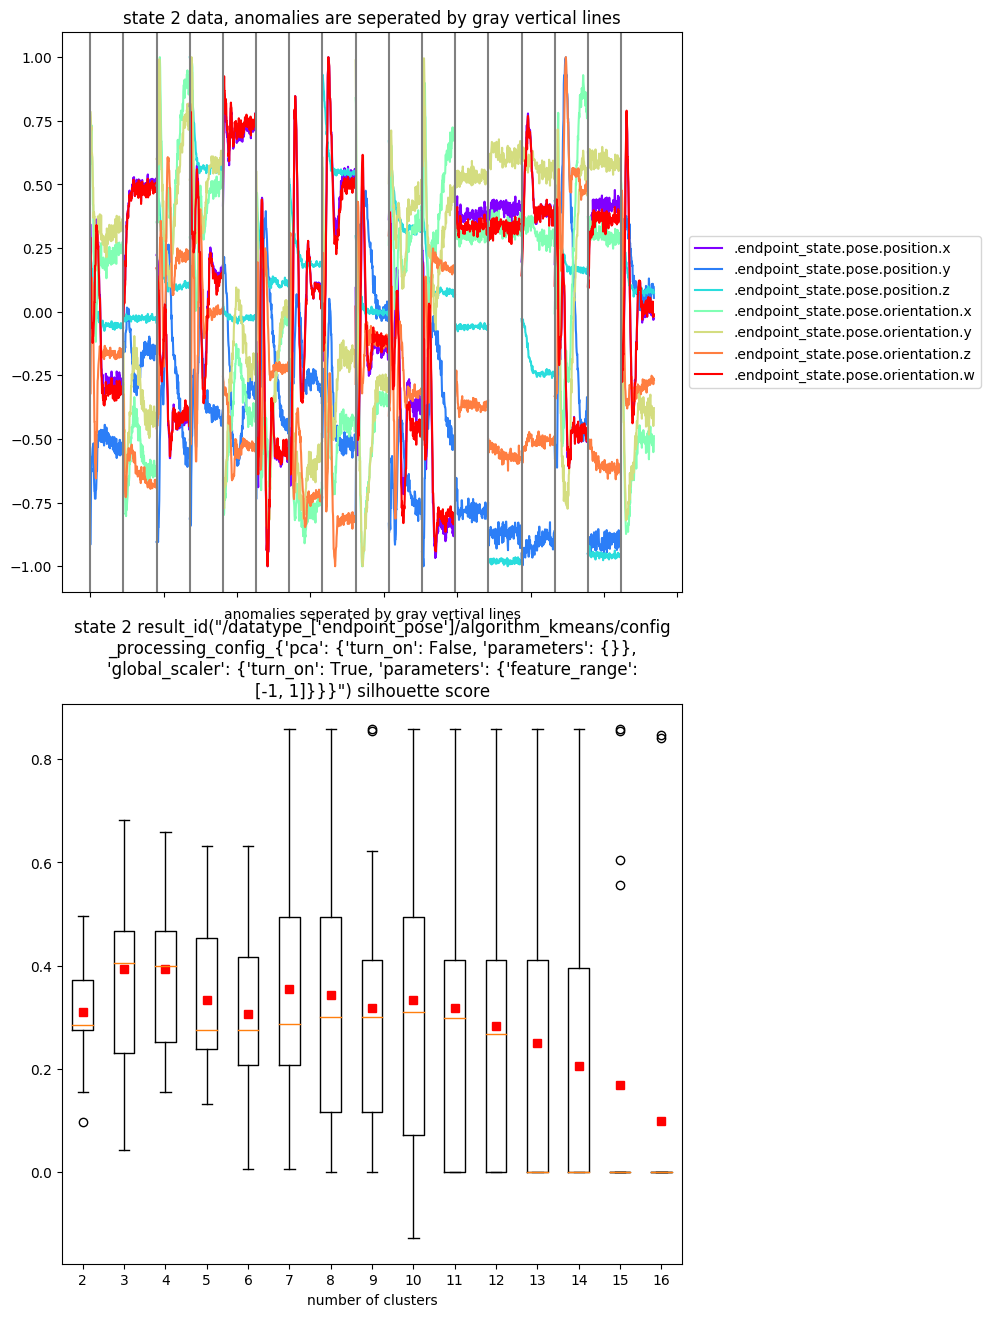 state 2 data, anomalies are seperated by gray vertical lines
1.00
0.75
0.50
0.25
0.00
−0.25
−0.50
−0.75
−1.00
.endpoint_state.pose.position.x
.endpoint_state.pose.position.y
.endpoint_state.pose.position.z
.endpoint_state.pose.orientation.x
.endpoint_state.pose.orientation.y
.endpoint_state.pose.orientation.z
.endpoint_state.pose.orientation.w
anomalies seperated by gray vertival lines
state 2 result_id("/datatype_['endpoint_pose']/algorithm_kmeans/config
_processing_config_{'pca': {'turn_on': False, 'parameters': {}},
'global_scaler': {'turn_on': True, 'parameters': {'feature_range':
[-1, 1]}}}") silhouette score
0.8
0.6
0.4
0.2
0.0
2 3 4 5 6 7 8 9 10 11 12 13 14 15 16
number of clusters